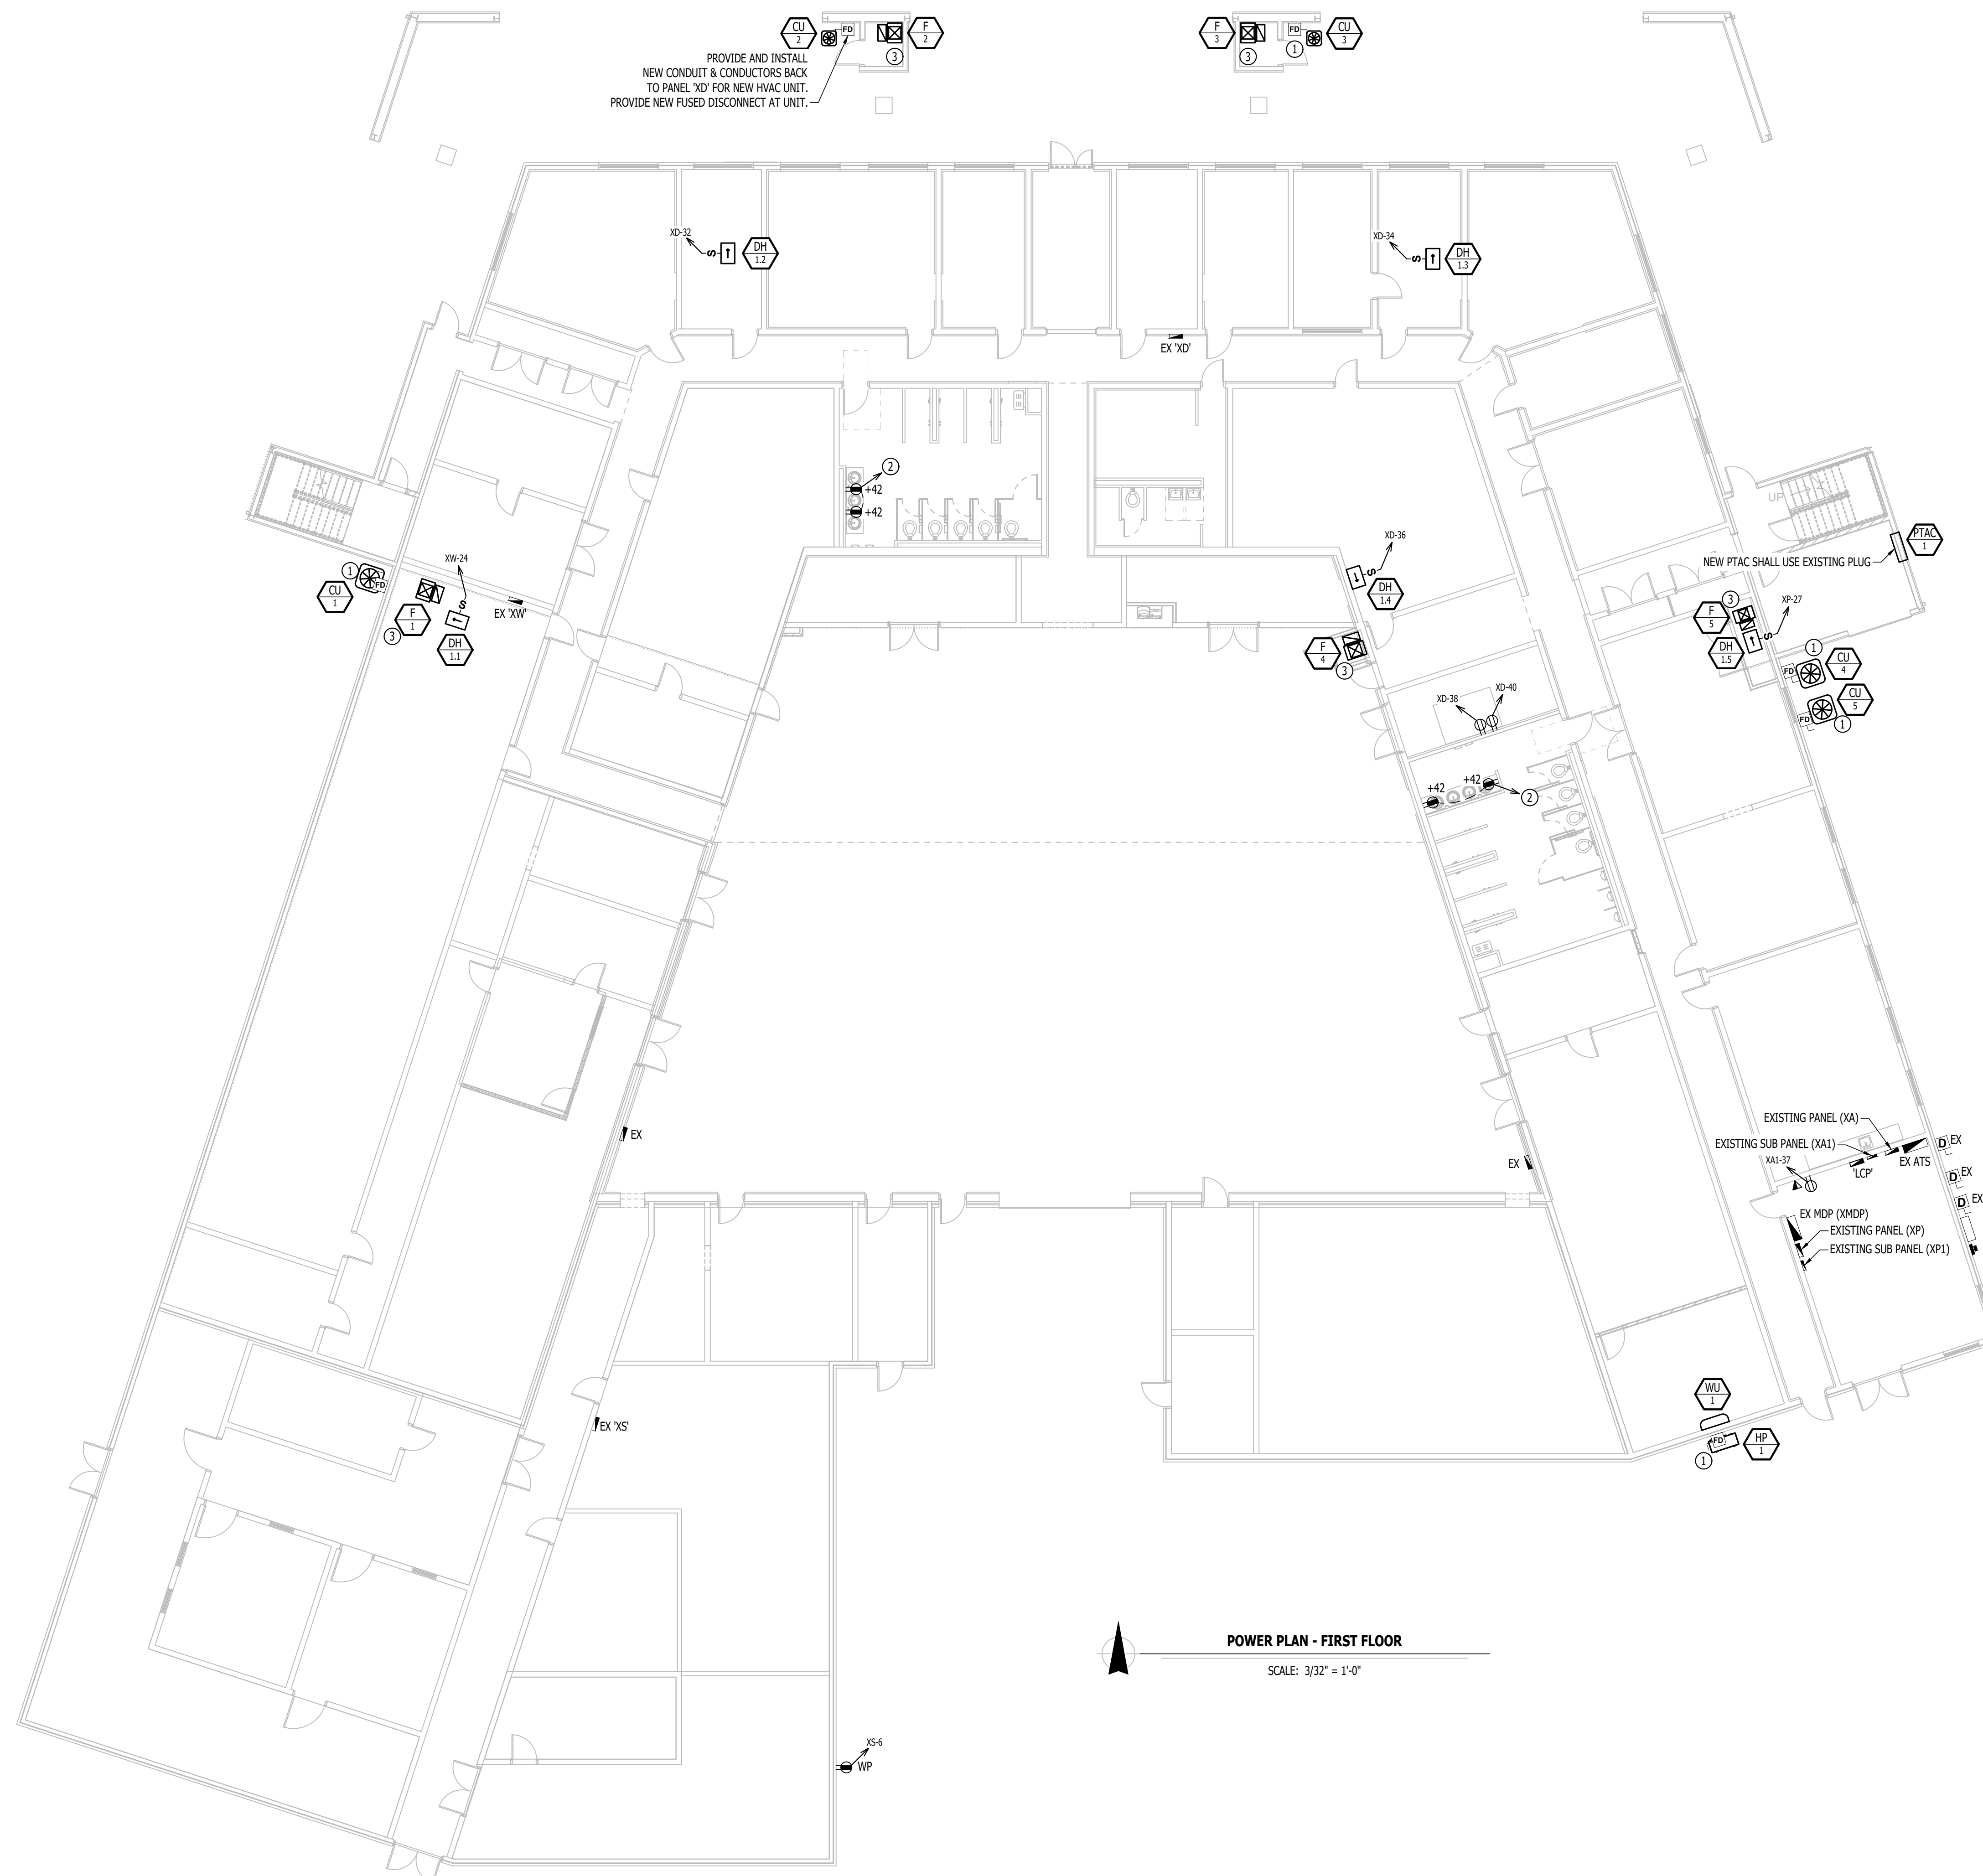 CU
2
FD
F
2
3
F
3
3
FD
1
CU
3
PROVIDE AND INSTALL
NEW CONDUIT & CONDUCTORS BACK
TO PANEL 'XD' FOR NEW HVAC UNIT.
PROVIDE NEW FUSED DISCONNECT AT UNIT.
XD-32
S
DH
1.2
XD-34
S
DH
1.3
EX 'XD'
2
+42
+42
UP
XD-36
S
DH
1.4
PTAC
1
NEW PTAC SHALL USE EXISTING PLUG
XW-24
1
FD
CU
1
S
F
1
3
EX 'XW'
DH
1.1
3
F
5
XP-27
S
DH
1.5
F
4
3
1
FD
CU
4
CU
5
FD
1
XD-38
XD-40
+42
+42
2
EX
EX
EXISTING PANEL (XA)
EXISTING SUB PANEL (XA1)
XA1-37
'LCP'
EX ATS
D
EX
D
EX
D
EX
EX MDP (XMDP)
EXISTING PANEL (XP)
EXISTING SUB PANEL (XP1)
EX 'XS'
WU
1
FD
HP
1
1
POWER PLAN - FIRST FLOOR
SCALE: 3/32" = 1'-0"
XS-6
WP